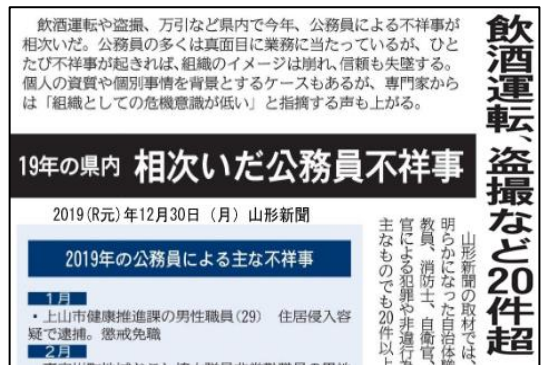 飲酒運転、盗撮など20件超
飲酒運転や盗撮、万引など県内で今年、公務員による不祥事が
相次いだ。公務員の多くは真面目に業務に当たっているが、ひと
たび不祥事が起きれば、組織のイメージは崩れ、信頼も失墜する。
個人の資質や個別事情を背景とするケースもあるが、専門家から
は「組織としての危機意識が低い」と指摘する声も上がる。
19年の県内 相次いだ公務員不祥事
2019(R元)年12月30日（月）山形新聞
山形新聞の取材では、
明らかになった自治体職
教員、消防士、自衛官、
官による犯罪や非違行為
主なものでも20件以上
2019年の公務員による主な不祥事
1月
・上山市健康推進課の男性職員(29) 住居侵入容
疑で逮捕。懲戒免職
2月